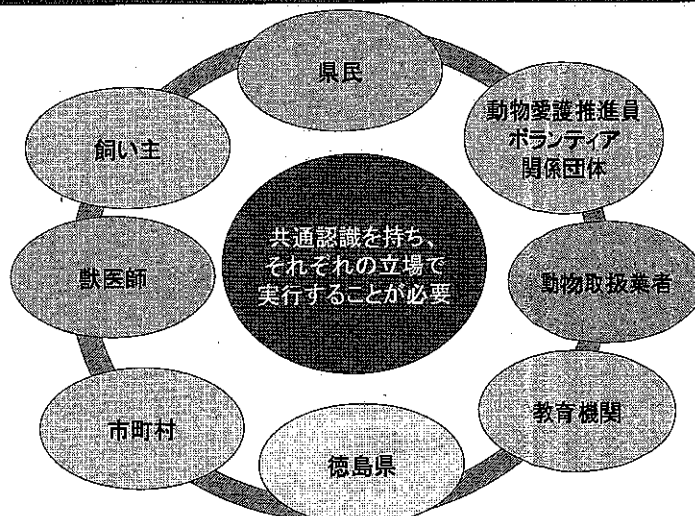 県民
動物愛護推進員
ボランティア
関係団体
飼い主
共通認識を持ち、
それぞれの立場で
実行することが必要
獣医師
動物取扱業者
市町村
教育機関
徳島県